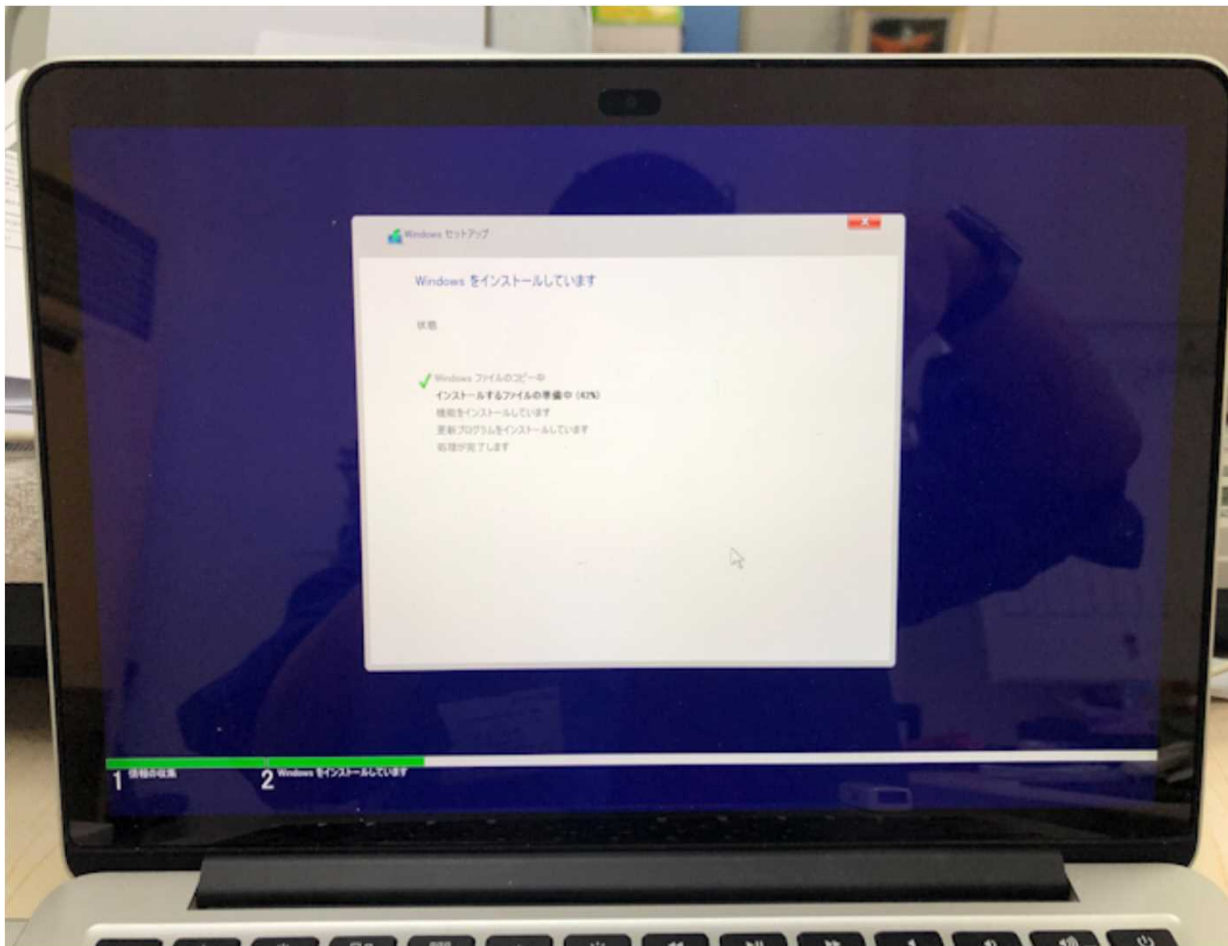 Windows セットアップ
Windows をインストールしています
状態
Windows ファイルのコピー中
インストールするファイルの準備中 (42%)
機能をインストールしています
更新プログラムをインストールしています
処理が完了します
1 情報の収集
2 Windows をインストールしています